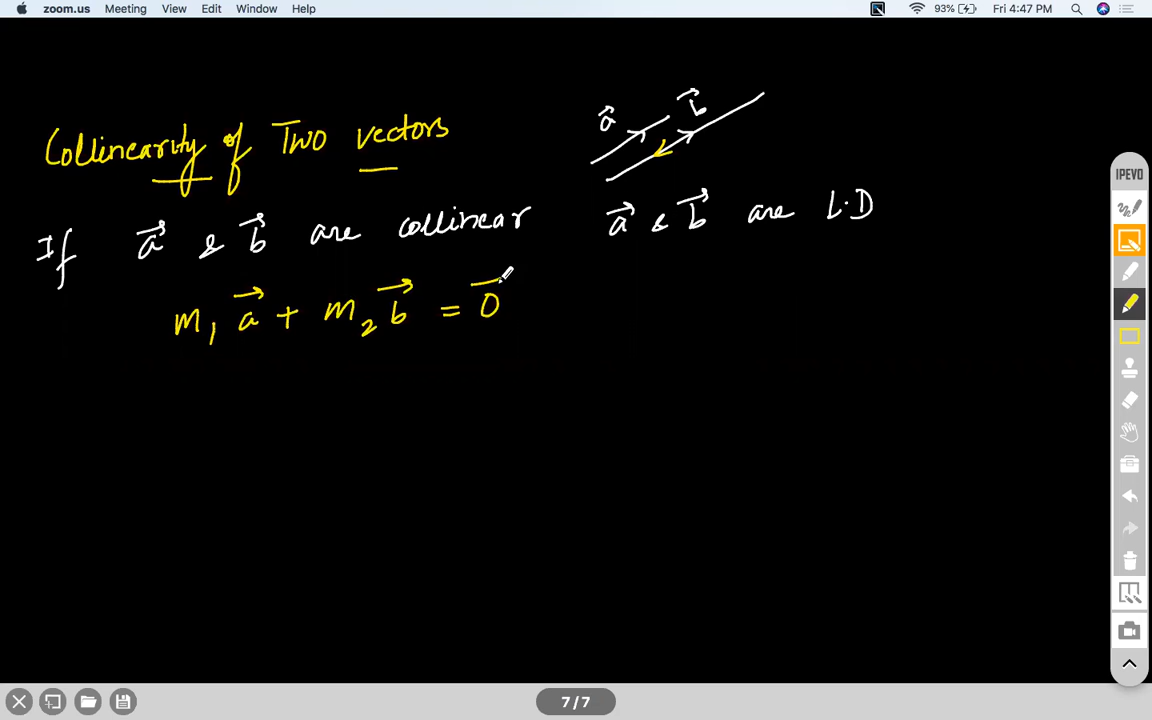 zoom.us Meeting View Edit Window Help 93% Fri 4:47 PM
Collinearity of Two vectors
a⃗ b⃗
If a⃗ & b⃗ are collinear a⃗ & b⃗ are L.D
m₁ a⃗ + m₂ b⃗ = 0⃗
IPEVO
7/7